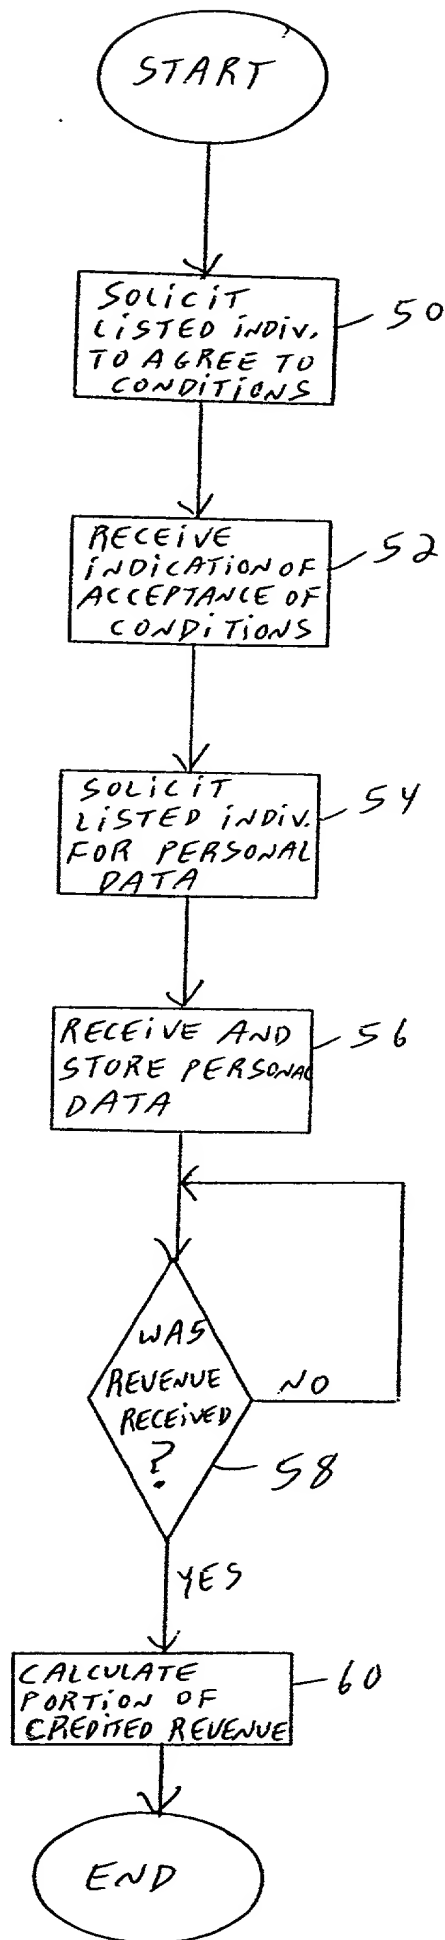 START
SOLICIT
LISTED INDIV.
TO AGREE TO
CONDITIONS
50
RECEIVE
INDICATION OF
ACCEPTANCE OF
CONDITIONS
52
SOLICIT
LISTED INDIV.
FOR PERSONAL
DATA
54
RECEIVE AND
STORE PERSONAL
DATA
56
WAS
REVENUE
RECEIVED
?
NO
58
YES
CALCULATE
PORTION OF
CREDITED REVENUE
60
END